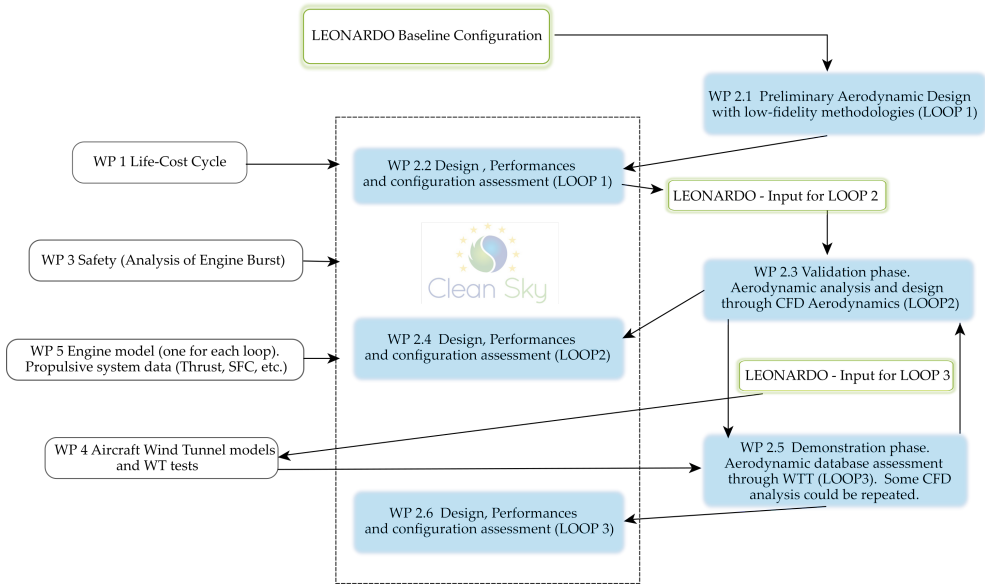 LEONARDO Baseline Configuration
WP 2.1 Preliminary Aerodynamic Design
with low-fidelity methodologies (LOOP 1)
WP 1 Life-Cost Cycle
WP 2.2 Design , Performances
and configuration assessment (LOOP 1)
LEONARDO - Input for LOOP 2
WP 3 Safety (Analysis of Engine Burst)
Clean Sky
WP 2.3 Validation phase.
Aerodynamic analysis and design
through CFD Aerodynamics (LOOP2)
WP 5 Engine model (one for each loop).
Propulsive system data (Thrust, SFC, etc.)
WP 2.4 Design, Performances
and configuration assessment (LOOP2)
LEONARDO - Input for LOOP 3
WP 4 Aircraft Wind Tunnel models
and WT tests
WP 2.5 Demonstration phase.
Aerodynamic database assessment
through WTT (LOOP3). Some CFD
analysis could be repeated.
WP 2.6 Design, Performances
and configuration assessment (LOOP 3)